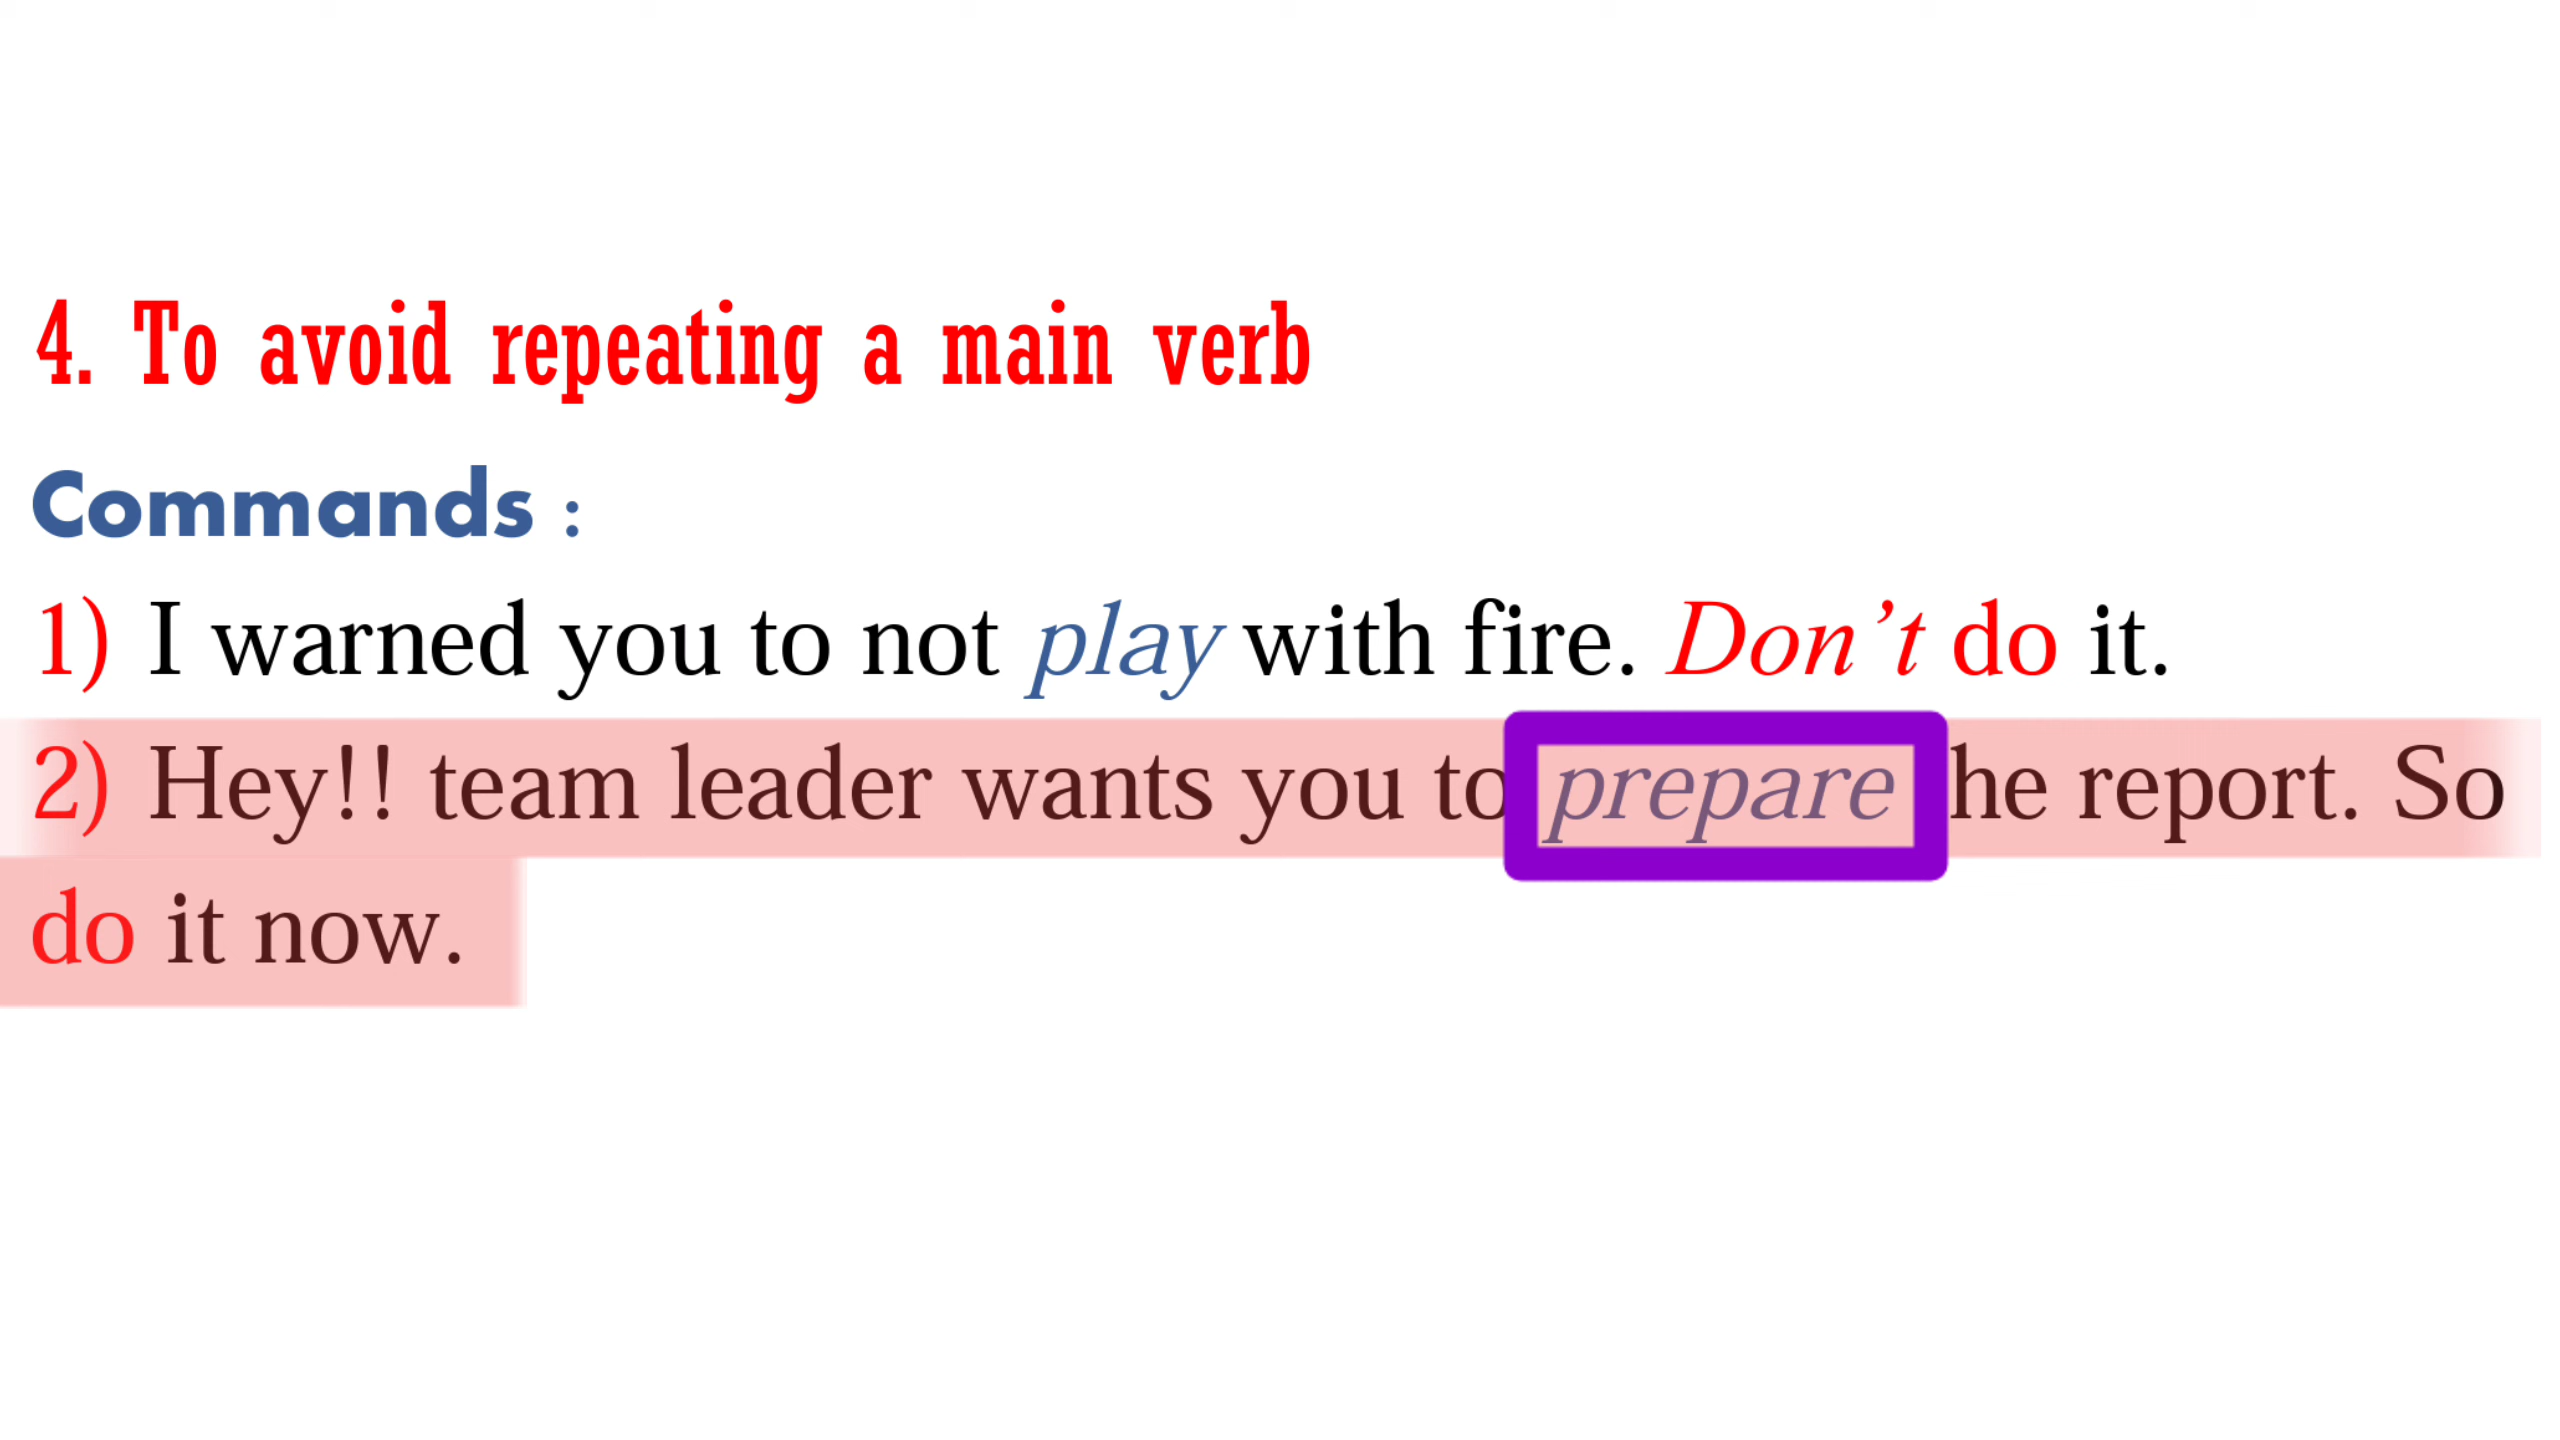 4. To avoid repeating a main verb
Commands :
1) I warned you to not play with fire. Don't do it.
2) Hey!! team leader wants you to prepare he report. So
do it now.